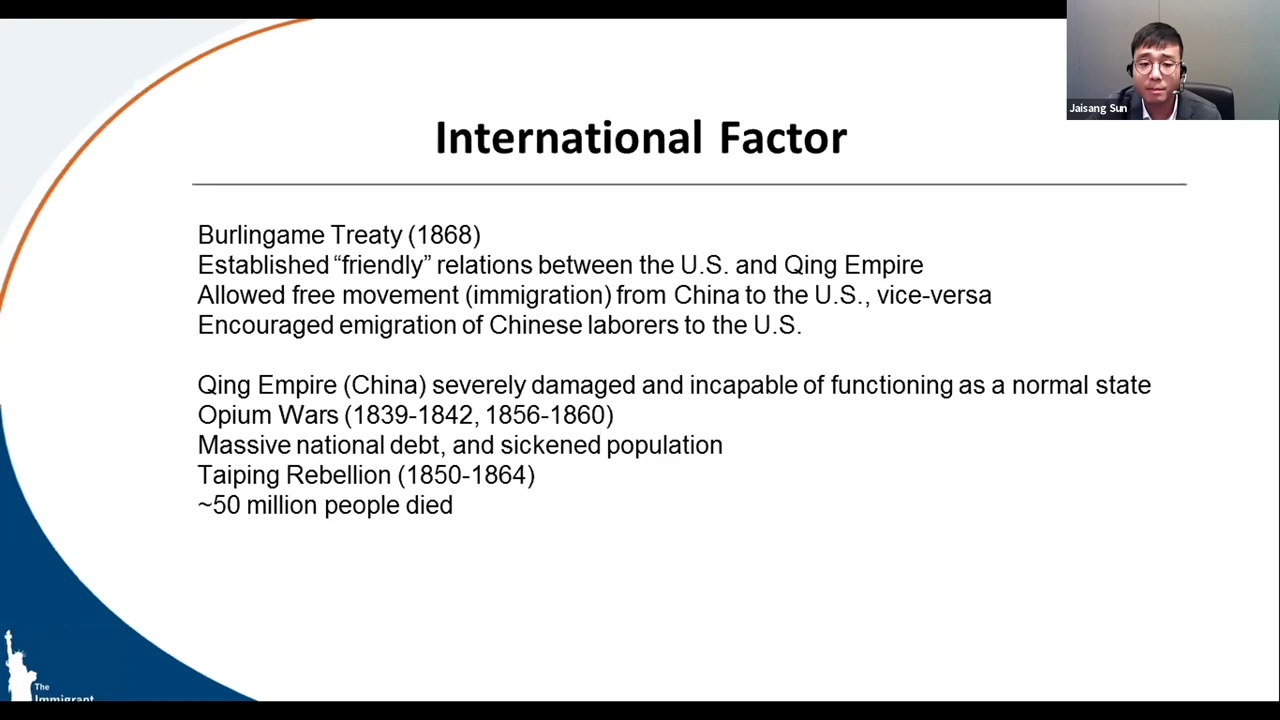 Jaisang Sun
International Factor
Burlingame Treaty (1868)
Established “friendly” relations between the U.S. and Qing Empire
Allowed free movement (immigration) from China to the U.S., vice-versa
Encouraged emigration of Chinese laborers to the U.S.
Qing Empire (China) severely damaged and incapable of functioning as a normal state
Opium Wars (1839-1842, 1856-1860)
Massive national debt, and sickened population
Taiping Rebellion (1850-1864)
~50 million people died
The
Immigrant